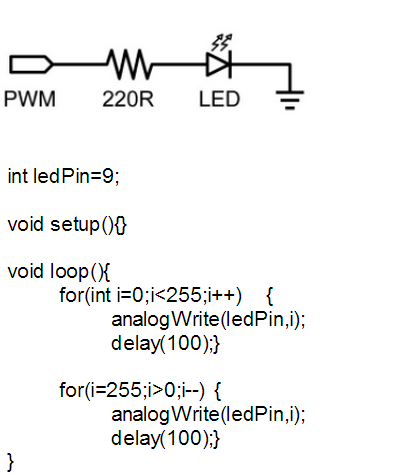 PWM 220R LED
int ledPin=9;
void setup(){}
void loop(){
for(int i=0;i<255;i++) {
analogWrite(ledPin,i);
delay(100);}
for(i=255;i>0;i--) {
analogWrite(ledPin,i);
delay(100);}
}